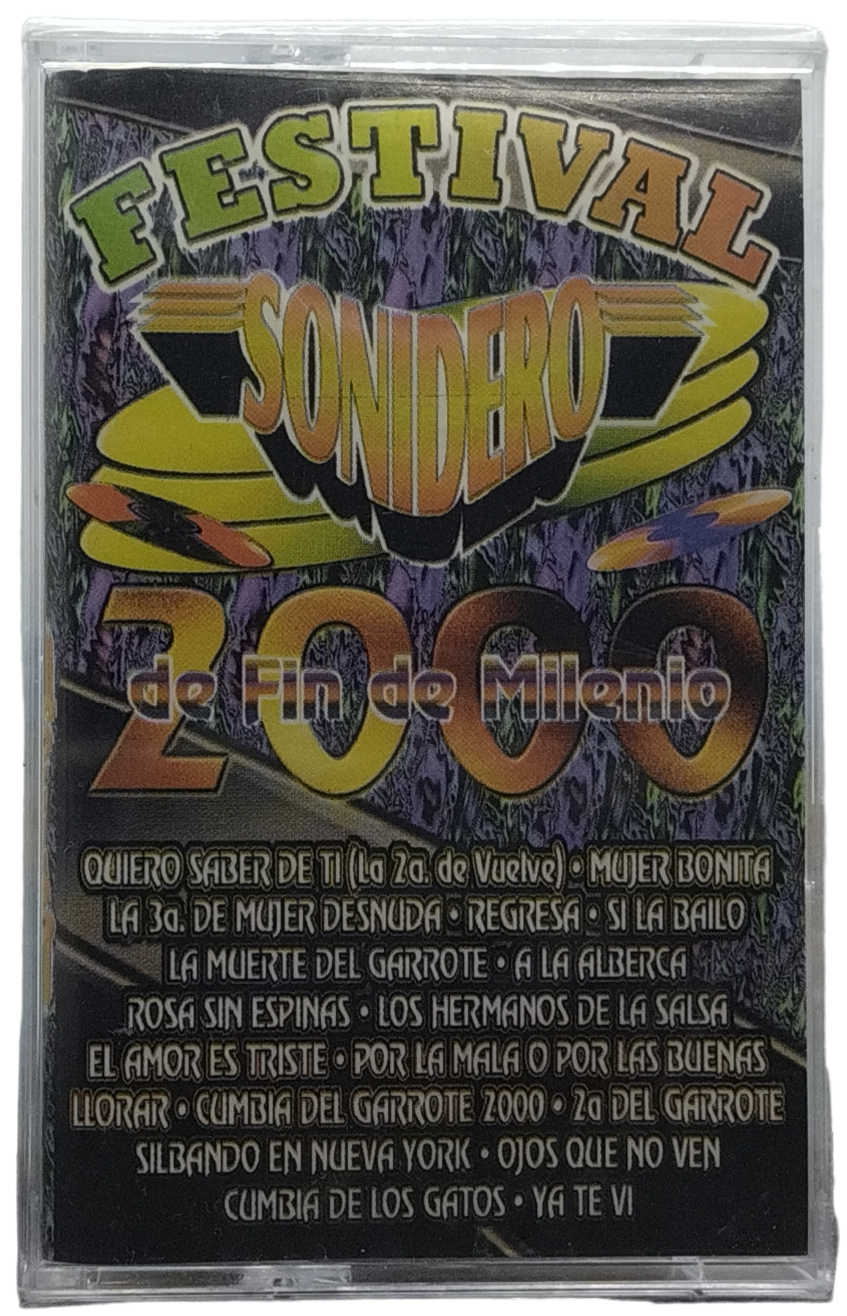 FESTIVAL
SONIDERO
2000
de Fin de Milenio
QUIERO SABER DE TI (La 2a. de Vuelve) • MUJER BONITA
LA 3a. DE MUJER DESNUDA • REGRESA • SI LA BAILO
LA MUERTE DEL GARROTE • A LA ALBERCA
ROSA SIN ESPINAS • LOS HERMANOS DE LA SALSA
EL AMOR ES TRISTE • POR LA MALA O POR LAS BUENAS
LLORAR • CUMBIA DEL GARROTE 2000 • 2a DEL GARROTE
SILBANDO EN NUEVA YORK • OJOS QUE NO VEN
CUMBIA DE LOS GATOS • YA TE VI